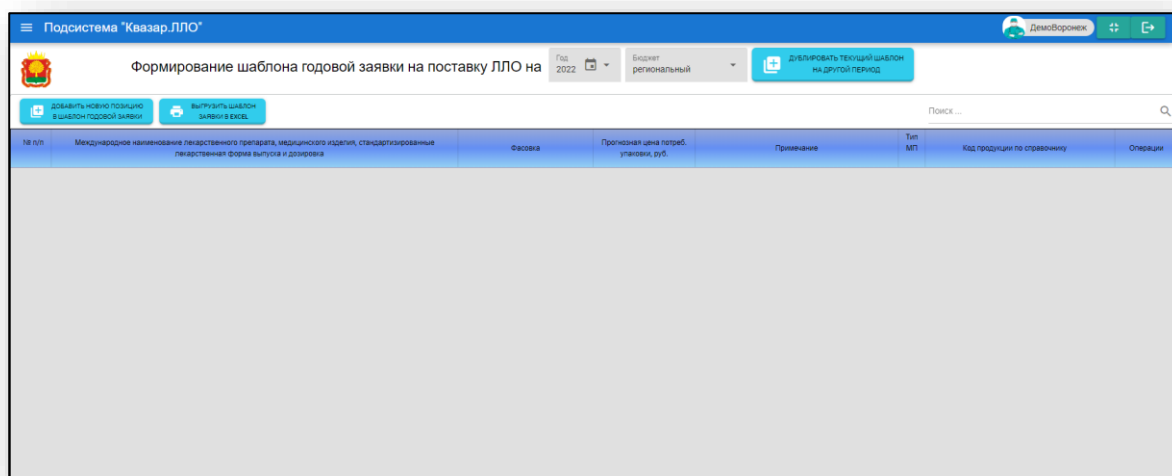 Подсистема "Квазар.ЛЛО"
ДемоВоронеж
Формирование шаблона годовой заявки на поставку ЛЛО на
Год
2022
Бюджет
региональный
ДУБЛИРОВАТЬ ТЕКУЩИЙ ШАБЛОН
НА ДРУГОЙ ПЕРИОД
ДОБАВИТЬ НОВУЮ ПОЗИЦИЮ
В ШАБЛОН ГОДОВОЙ ЗАЯВКИ
ВЫГРУЗИТЬ ШАБЛОН
ЗАЯВКИ В EXCEL
Поиск ...
№ п/п
Международное наименование лекарственного препарата, медицинского изделия, стандартизированные
лекарственная форма выпуска и дозировка
Фасовка
Прогнозная цена потреб.
упаковки, руб.
Примечание
Тип
МП
Код продукции по справочнику
Операции